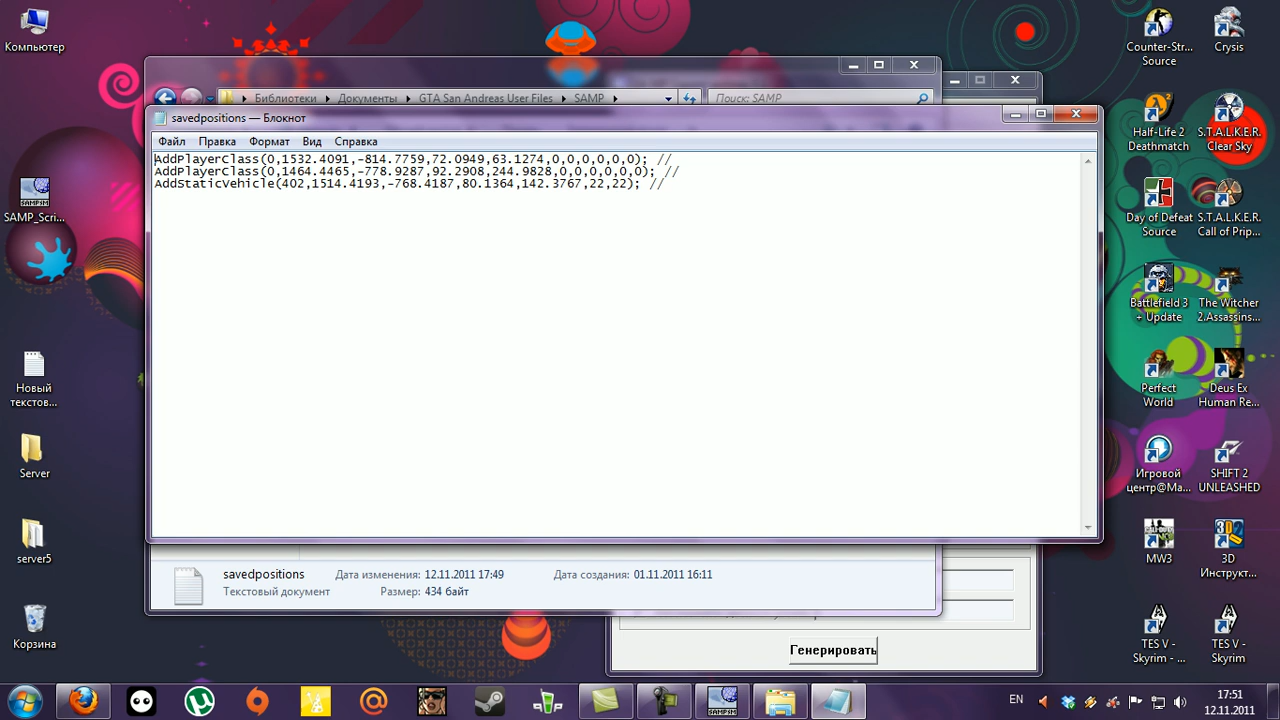 Компьютер
SAMP_Scri...
Новый
тексто​в...
Server
server5
Корзина
Библиотеки
Документы
GTA San Andreas User Files
SAMP
Поиск: SAMP
savedpositions — Блокнот
Файл Правка Формат Вид Справка
AddPlayerClass(0,1532.4091,-814.7759,72.0949,63.1274,0,0,0,0,0,0); //
AddPlayerClass(0,1464.4465,-778.9287,92.2908,244.9828,0,0,0,0,0,0); //
AddStaticVehicle(402,1514.4193,-768.4187,80.1364,142.3767,22,22); //
savedpositions
Дата изменения: 12.11.2011 17:49
Дата создания: 01.11.2011 16:11
Текстовый документ
Размер: 434 байт
Генерировать
Counter-Str...
Source
Crysis
Half-Life 2
Deathmatch
S.T.A.L.K.E.R.
Clear Sky
Day of Defeat
Source
S.T.A.L.K.E.R.
Call of Prip...
Battlefield 3
+ Update
The Witcher
2.Assassins...
Perfect
World
Deus Ex
Human Re...
Игровой
центр@Ma...
SHIFT 2
UNLEASHED
MW3
3D
Инструкт...
TES V -
Skyrim - ...
TES V -
Skyrim
EN
17:51
12.11.2011